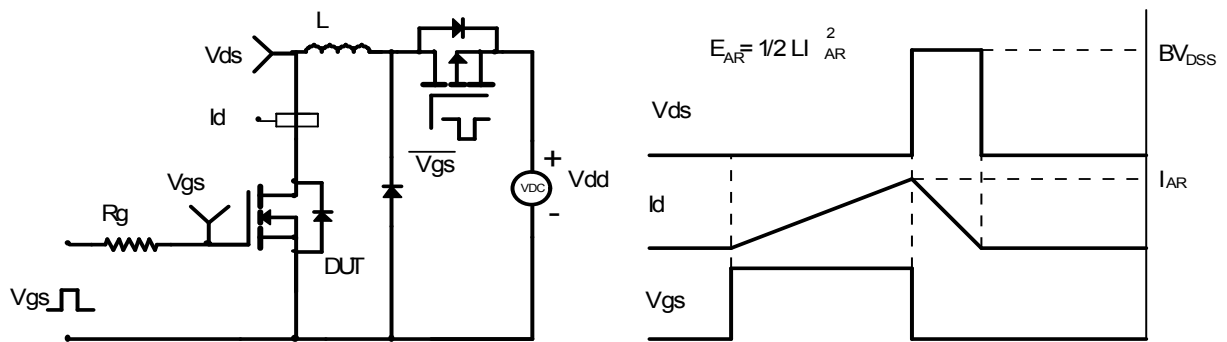 L
Vds
Id
Vgs
Vgs
Rg
DUT
Vgs
VDC
+
Vdd
-
E_AR= 1/2 LI²_AR
BV_DSS
Vds
I_AR
Id
Vgs